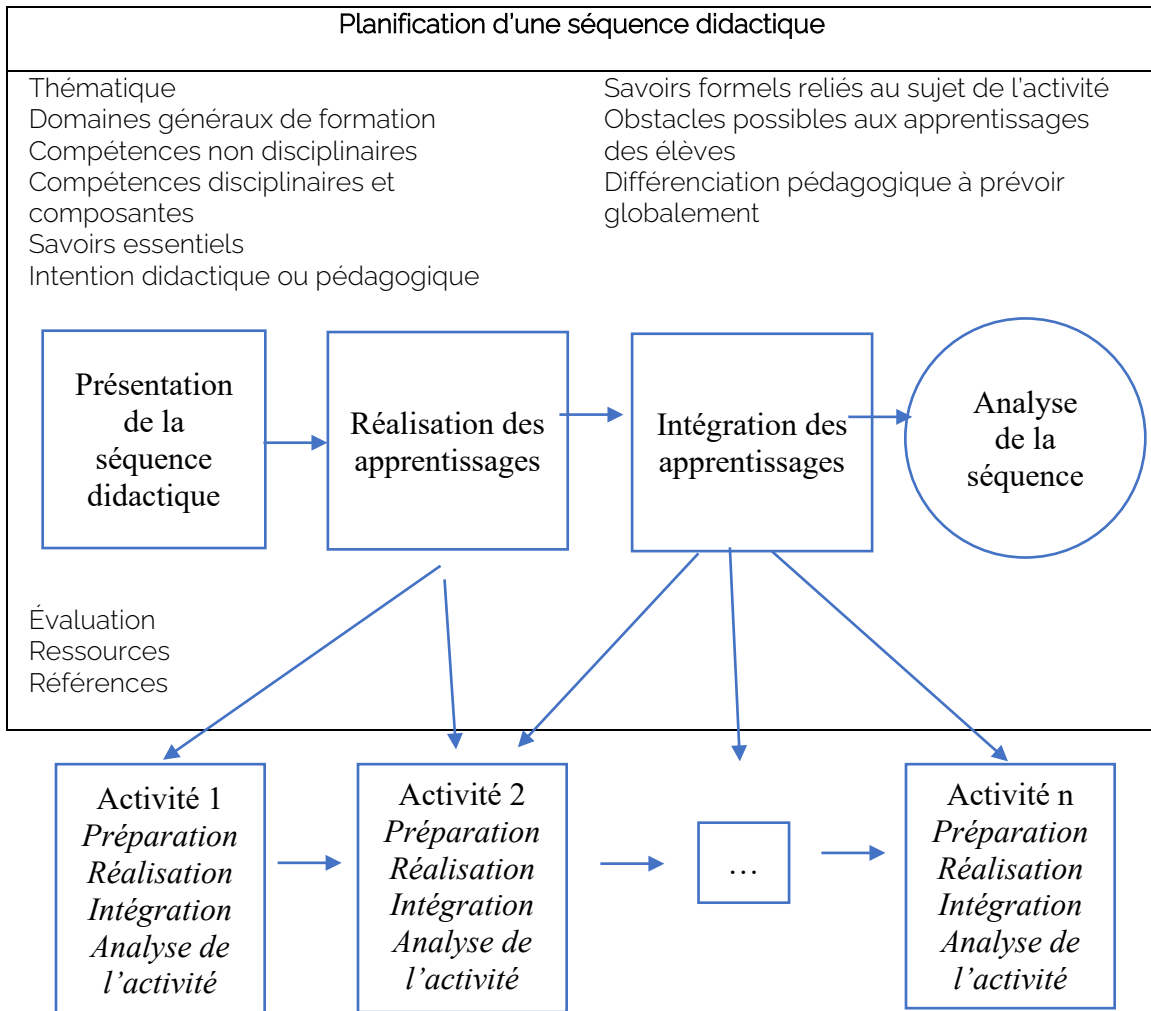 Planification d’une séquence didactique
Thématique
Domaines généraux de formation
Compétences non disciplinaires
Compétences disciplinaires et
composantes
Savoirs essentiels
Intention didactique ou pédagogique
Savoirs formels reliés au sujet de l’activité
Obstacles possibles aux apprentissages
des élèves
Différenciation pédagogique à prévoir
globalement
Présentation
de la
séquence
didactique
Réalisation des
apprentissages
Intégration des
apprentissages
Analyse
de la
séquence
Évaluation
Ressources
Références
Activité 1
Préparation
Réalisation
Intégration
Analyse de
l’activité
Activité 2
Préparation
Réalisation
Intégration
Analyse de
l’activité
…
Activité n
Préparation
Réalisation
Intégration
Analyse de
l’activité